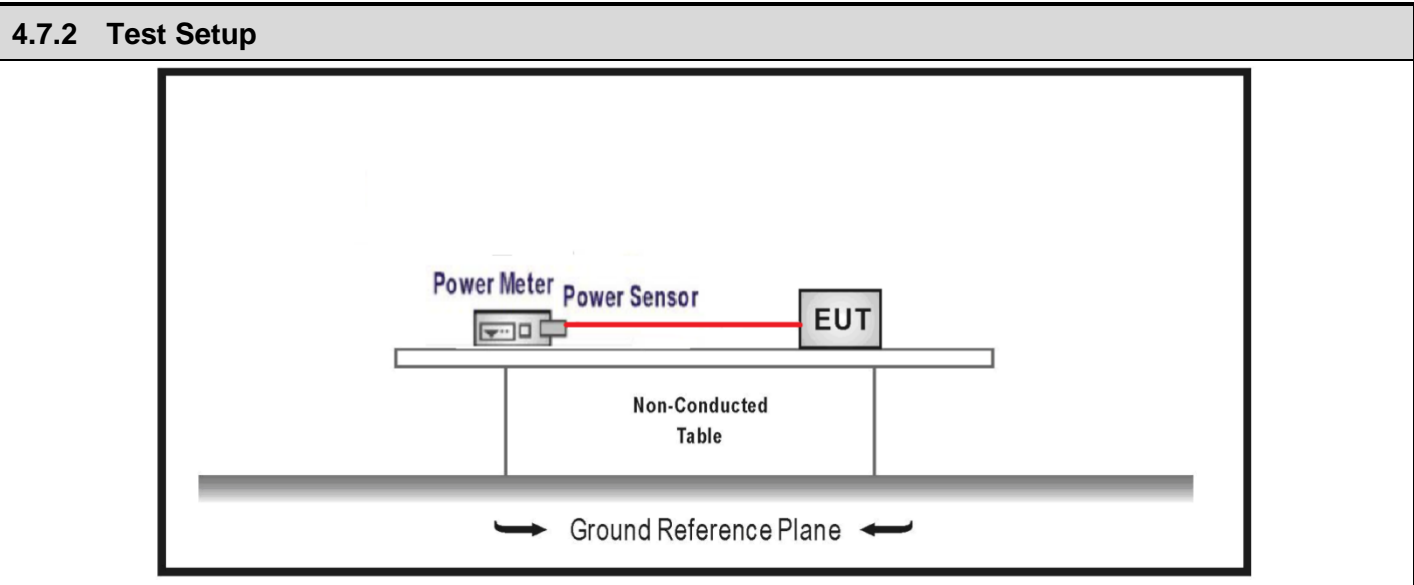 4.7.2 Test Setup
Power Meter
Power Sensor
EUT
Non-Conducted
Table
Ground Reference Plane